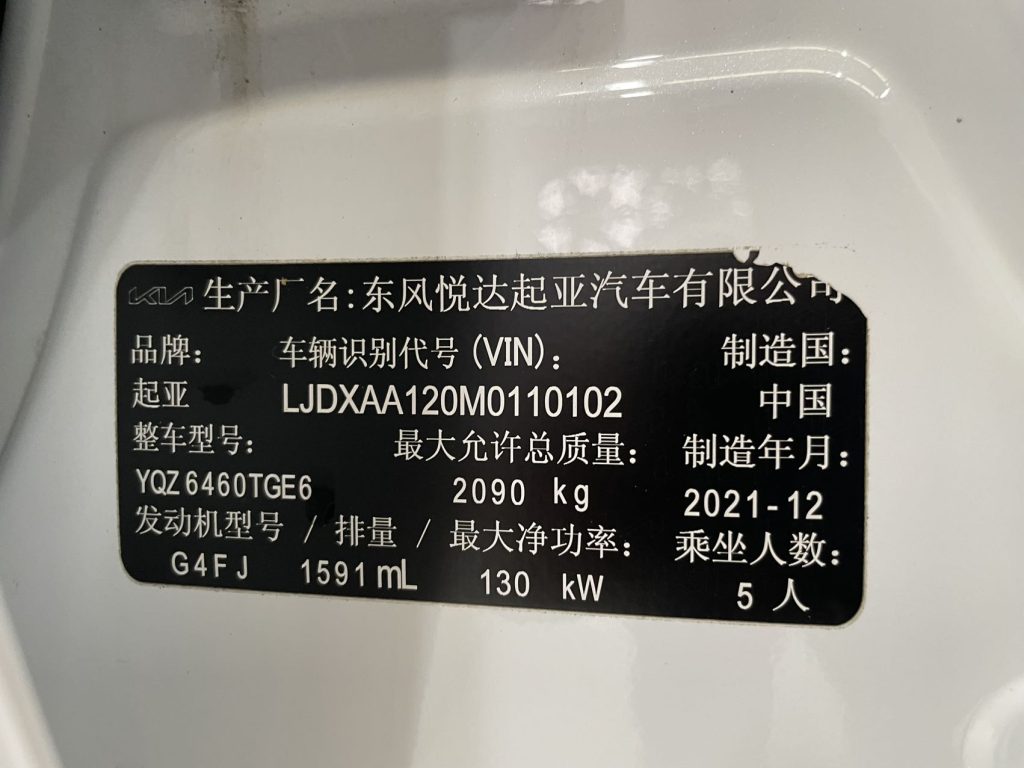 KIA 生产厂名:东风悦达起亚汽车有限公司
品牌: 车辆识别代号(VIN): 制造国:
起亚 LJDXAA120M0110102 中国
整车型号: 最大允许总质量: 制造年月:
YQZ6460TGE6 2090 kg 2021-12
发动机型号 / 排量 / 最大净功率: 乘坐人数:
G4FJ 1591mL 130 kW 5 人